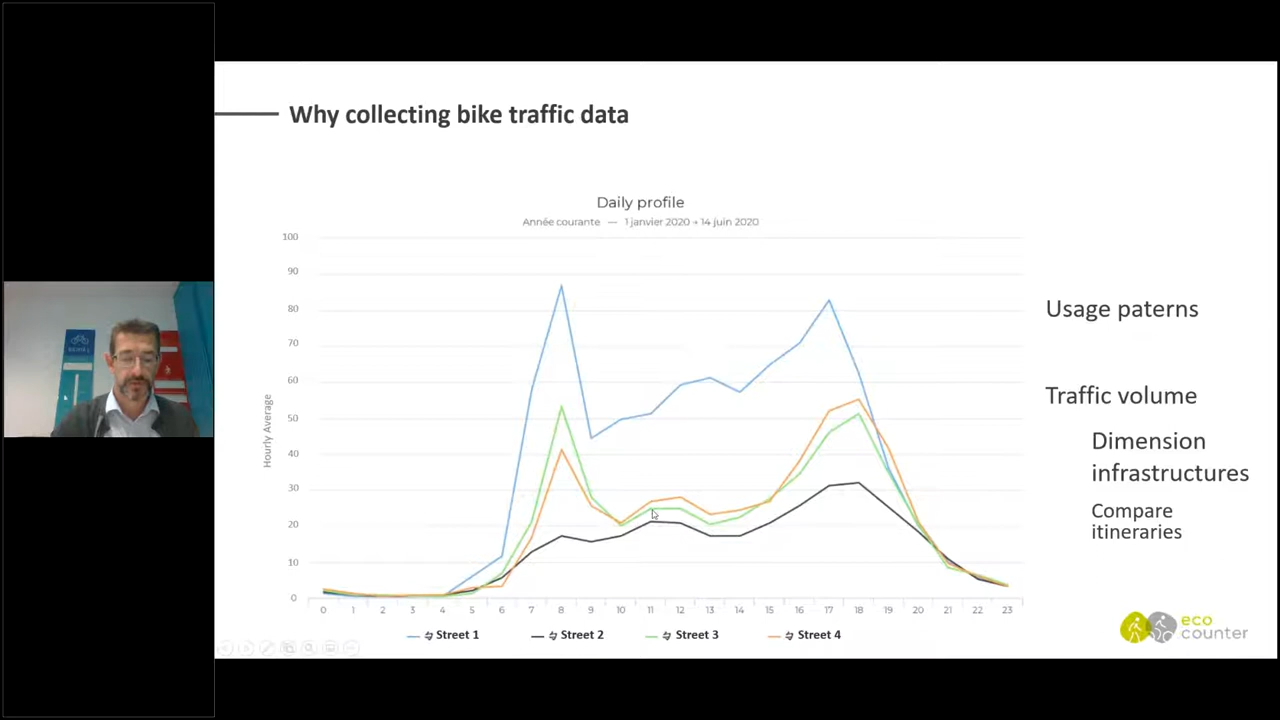 Why collecting bike traffic data
Daily profile
Année courante — 1 janvier 2020 → 14 juin 2020
100
90
80
70
60
50
40
30
20
10
0
Hourly Average
0 1 2 3 4 5 6 7 8 9 10 11 12 13 14 15 16 17 18 19 20 21 22 23
Street 1 Street 2 Street 3 Street 4
Usage paterns
Traffic volume
Dimension
infrastructures
Compare
itineraries
eco
counter